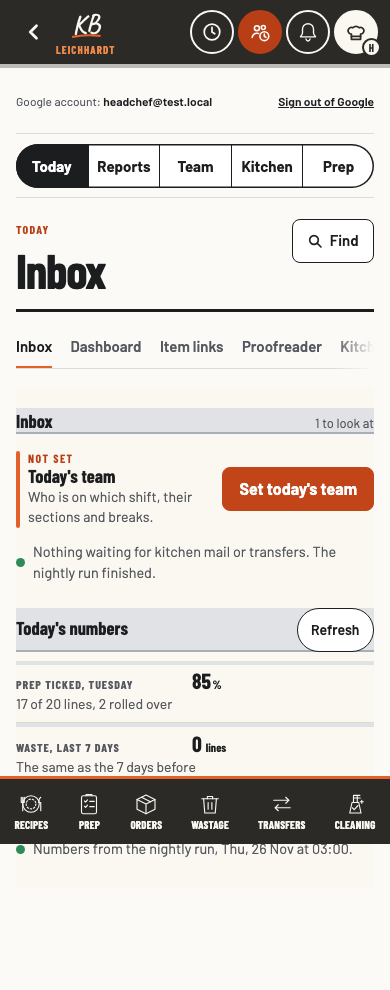 KB
LEICHHARDT
H
Google account: headchef@test.local
Sign out of Google
Today
Reports
Team
Kitchen
Prep
TODAY
Inbox
Find
Inbox
Dashboard
Item links
Proofreader
Kitch
Inbox
1 to look at
NOT SET
Today's team
Who is on which shift, their
sections and breaks.
Set today's team
Nothing waiting for kitchen mail or transfers. The
nightly run finished.
Today's numbers
Refresh
PREP TICKED, TUESDAY
85%
17 of 20 lines, 2 rolled over
WASTE, LAST 7 DAYS
0 lines
The same as the 7 days before
RECIPES
PREP
ORDERS
WASTAGE
TRANSFERS
CLEANING
Numbers from the nightly run, Thu, 26 Nov at 03:00.